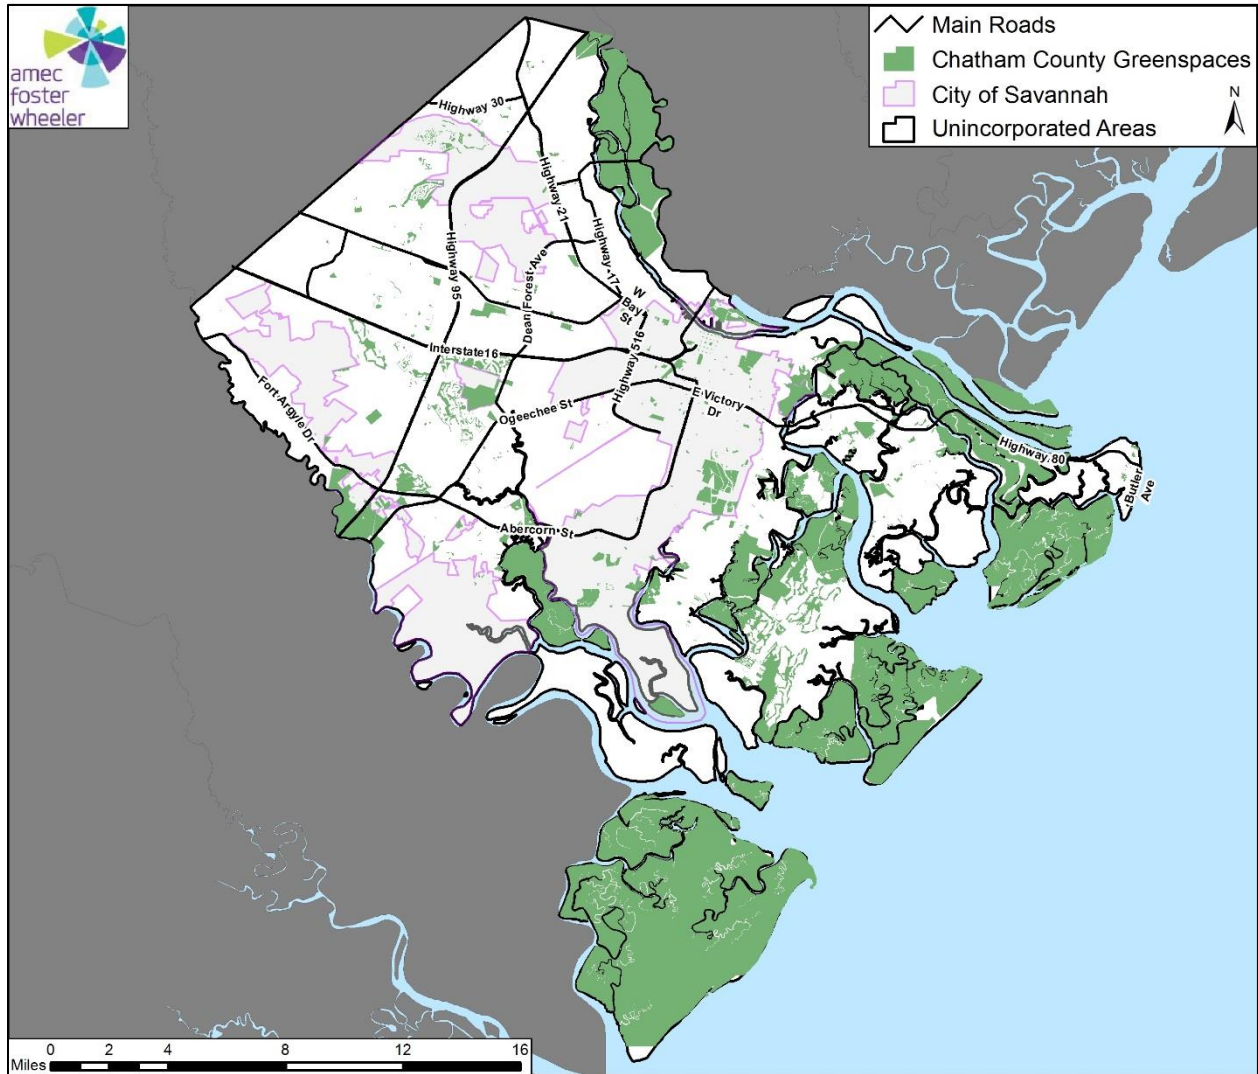 amec
foster
wheeler
Main Roads
Chatham County Greenspaces
City of Savannah
Unincorporated Areas
N
Highway 30
Highway 21
Highway 17
Highway 95
Dean Forest Ave
W
Bay
St
Interstate16
Highway 516
Fort Argyle Dr
Ogeechee St
E Victory
Dr
Highway 80
Butler
Ave
Abercorn St
0 2 4 8 12 16
Miles